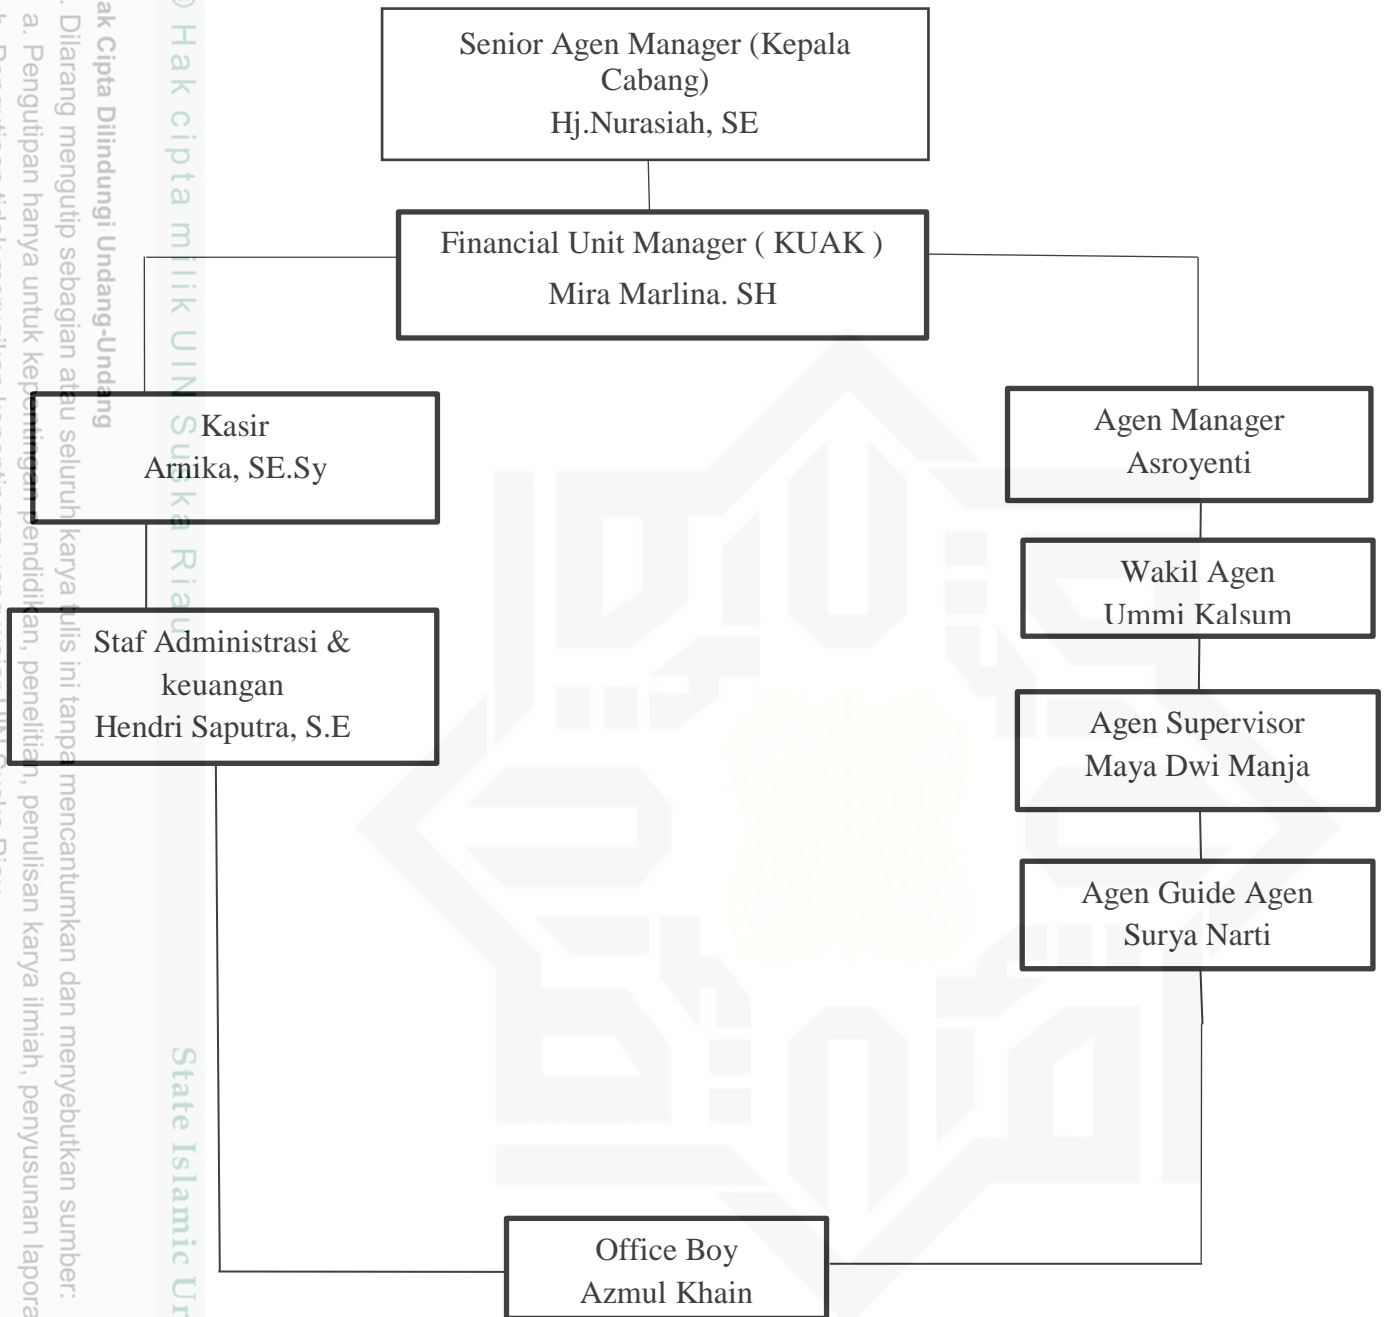 Senior Agen Manager (Kepala
Cabang)
Hj.Nurasiah, SE
Financial Unit Manager ( KUAK )
Mira Marlina. SH
Kasir
Arnika, SE.Sy
Staf Administrasi &
keuangan
Hendri Saputra, S.E
Agen Manager
Asroyenti
Wakil Agen
Ummi Kalsum
Agen Supervisor
Maya Dwi Manja
Agen Guide Agen
Surya Narti
Office Boy
Azmul Khain
Hak cipta milik UIN Suska Riau
State Islamic Un
ak Cipta Dilindungi Undang-Undang
. Dilarang mengutip sebagian atau seluruh karya tulis ini tanpa mencantumkan dan menyebutkan sumber:
a. Pengutipan hanya untuk kepentingan pendidikan, penelitian, penulisan karya ilmiah, penyusunan lapora